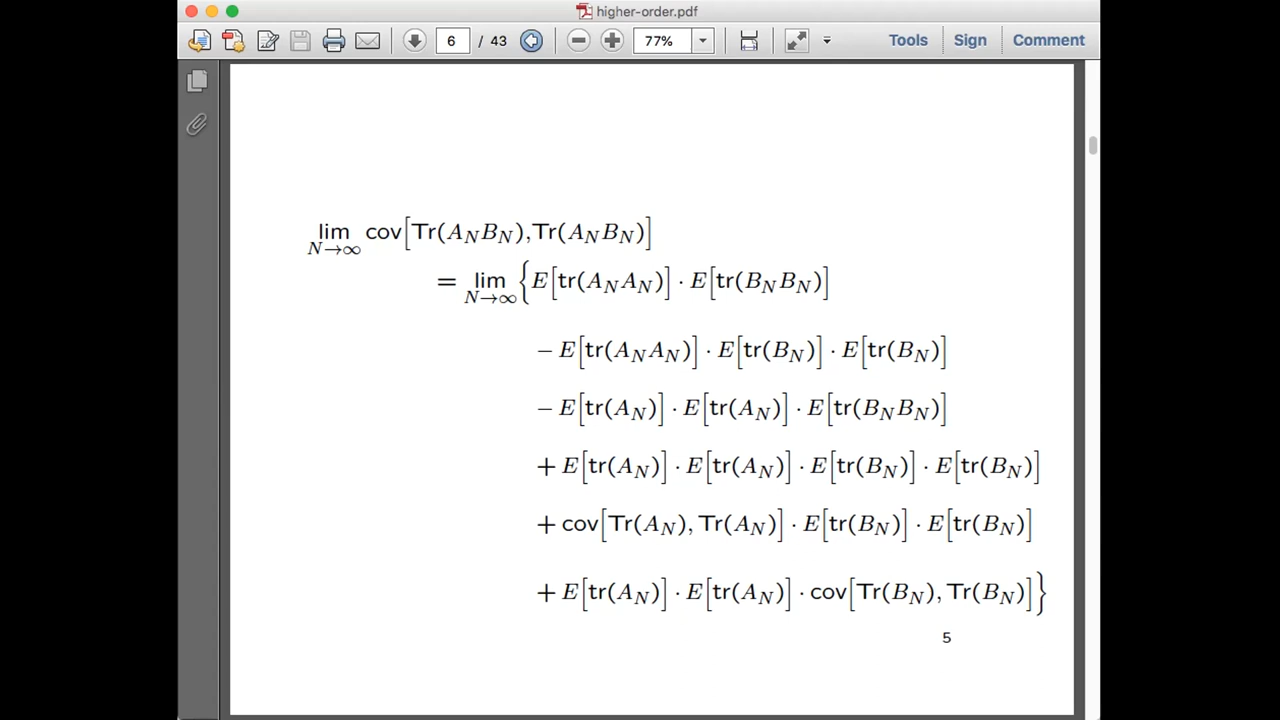 higher-order.pdf
6 / 43 77% Tools Sign Comment
lim_{N→∞} cov[Tr(A_N B_N),Tr(A_N B_N)]
= lim_{N→∞} {E[tr(A_N A_N)] · E[tr(B_N B_N)]
− E[tr(A_N A_N)] · E[tr(B_N)] · E[tr(B_N)]
− E[tr(A_N)] · E[tr(A_N)] · E[tr(B_N B_N)]
+ E[tr(A_N)] · E[tr(A_N)] · E[tr(B_N)] · E[tr(B_N)]
+ cov[Tr(A_N), Tr(A_N)] · E[tr(B_N)] · E[tr(B_N)]
+ E[tr(A_N)] · E[tr(A_N)] · cov[Tr(B_N), Tr(B_N)]}
5